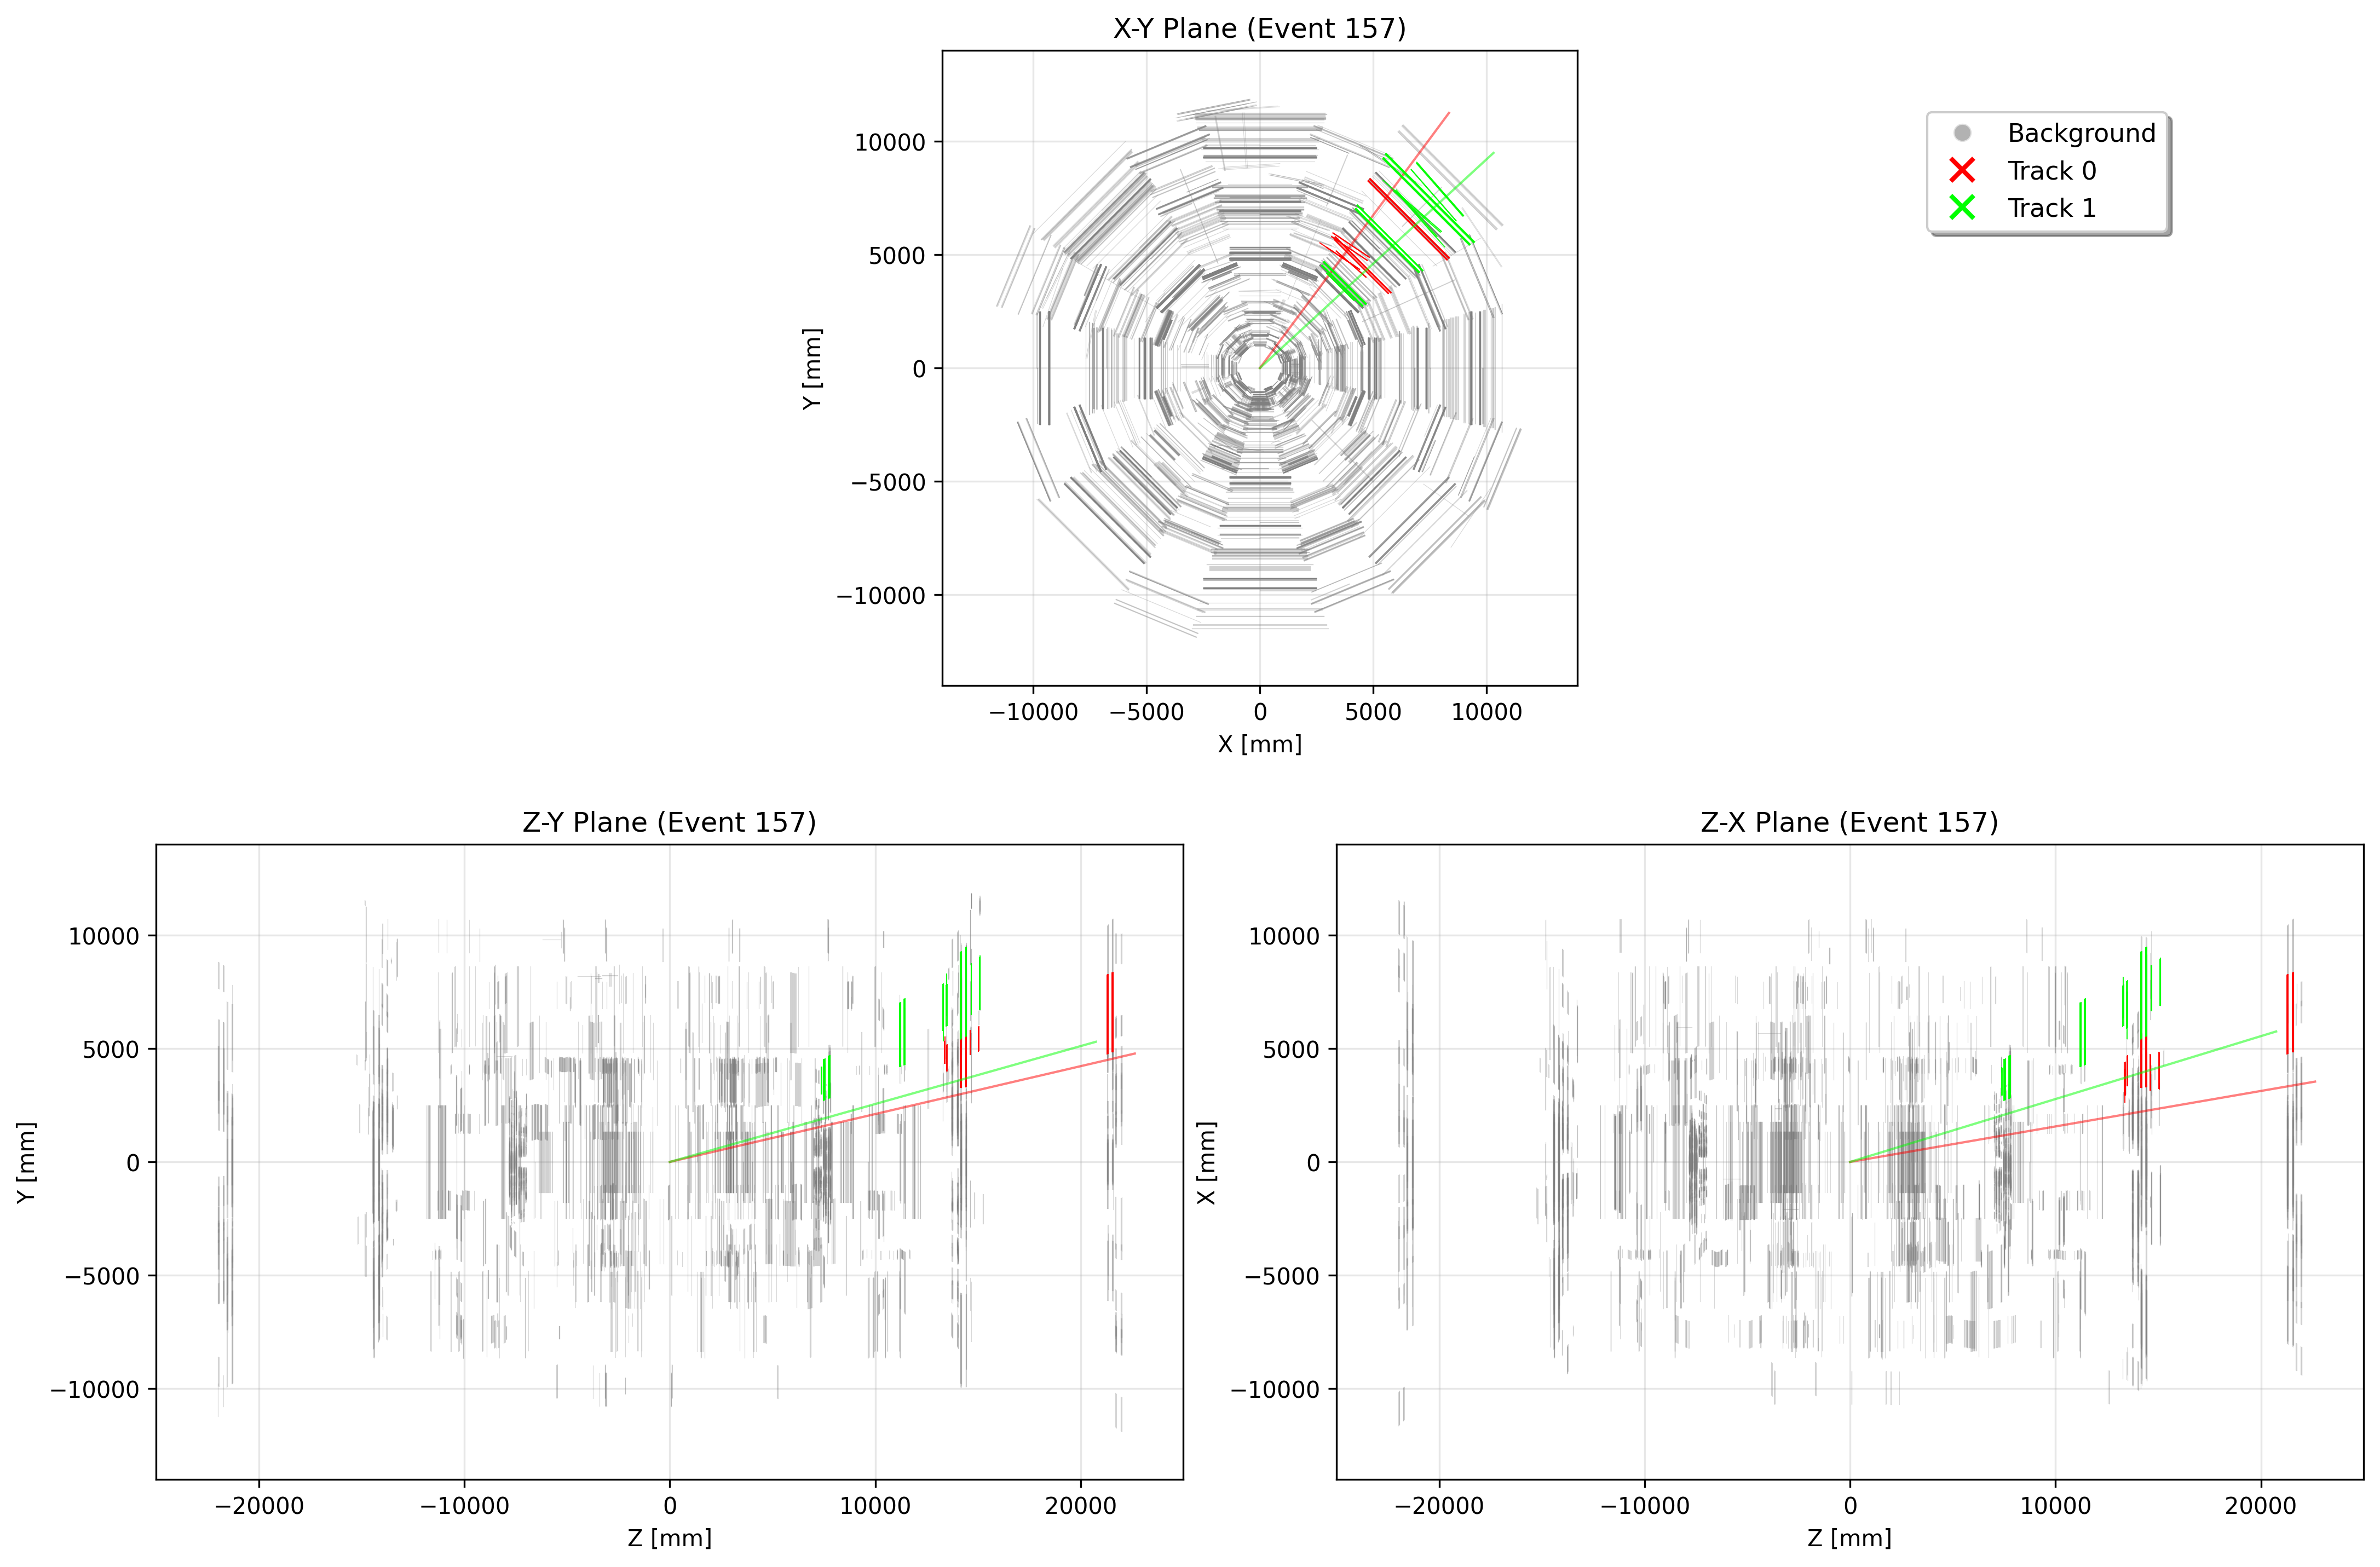 X-Y Plane (Event 157)
Y [mm]
10000
5000
0
−5000
−10000
−10000 −5000 0 5000 10000
X [mm]
Background
Track 0
Track 1
Z-Y Plane (Event 157)
Y [mm]
10000
5000
0
−5000
−10000
−20000 −10000 0 10000 20000
Z [mm]
Z-X Plane (Event 157)
X [mm]
10000
5000
0
−5000
−10000
−20000 −10000 0 10000 20000
Z [mm]